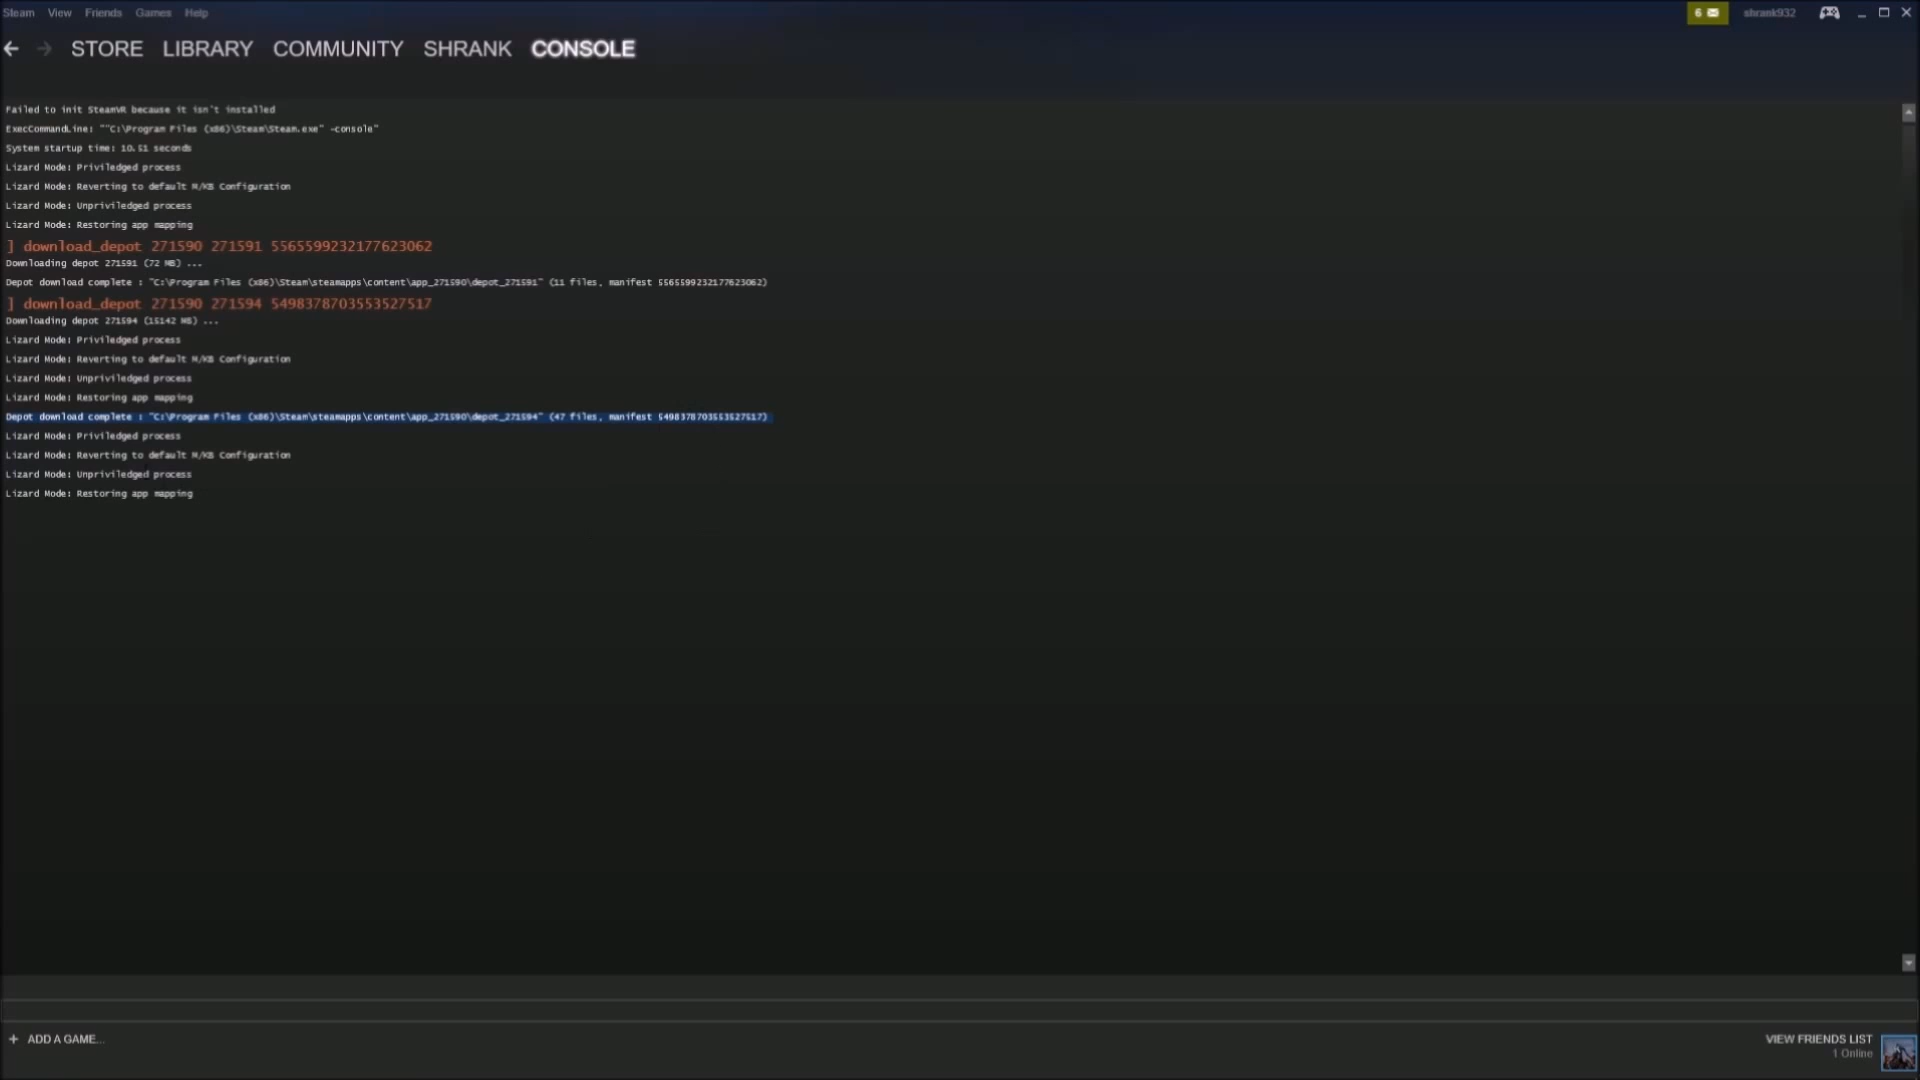 Steam View Friends Games Help
6 shrank932
STORE LIBRARY COMMUNITY SHRANK CONSOLE
Failed to init SteamVR because it isn't installed
ExecCommandLine: ""C:\Program Files (x86)\Steam\Steam.exe" -console"
System startup time: 10.51 seconds
Lizard Mode: Priviledged process
Lizard Mode: Reverting to default M/KB Configuration
Lizard Mode: Unpriviledged process
Lizard Mode: Restoring app mapping
] download_depot 271590 271591 5565599232177623062
Downloading depot 271591 (72 MB) ...
Depot download complete : "C:\Program Files (x86)\Steam\steamapps\content\app_271590\depot_271591" (11 files, manifest 5565599232177623062)
] download_depot 271590 271594 5498378703553527517
Downloading depot 271594 (15142 MB) ...
Lizard Mode: Priviledged process
Lizard Mode: Reverting to default M/KB Configuration
Lizard Mode: Unpriviledged process
Lizard Mode: Restoring app mapping
Depot download complete : "C:\Program Files (x86)\Steam\steamapps\content\app_271590\depot_271594" (47 files, manifest 5498378703553527517)
Lizard Mode: Priviledged process
Lizard Mode: Reverting to default M/KB Configuration
Lizard Mode: Unpriviledged process
Lizard Mode: Restoring app mapping
+ ADD A GAME...
VIEW FRIENDS LIST
1 Online